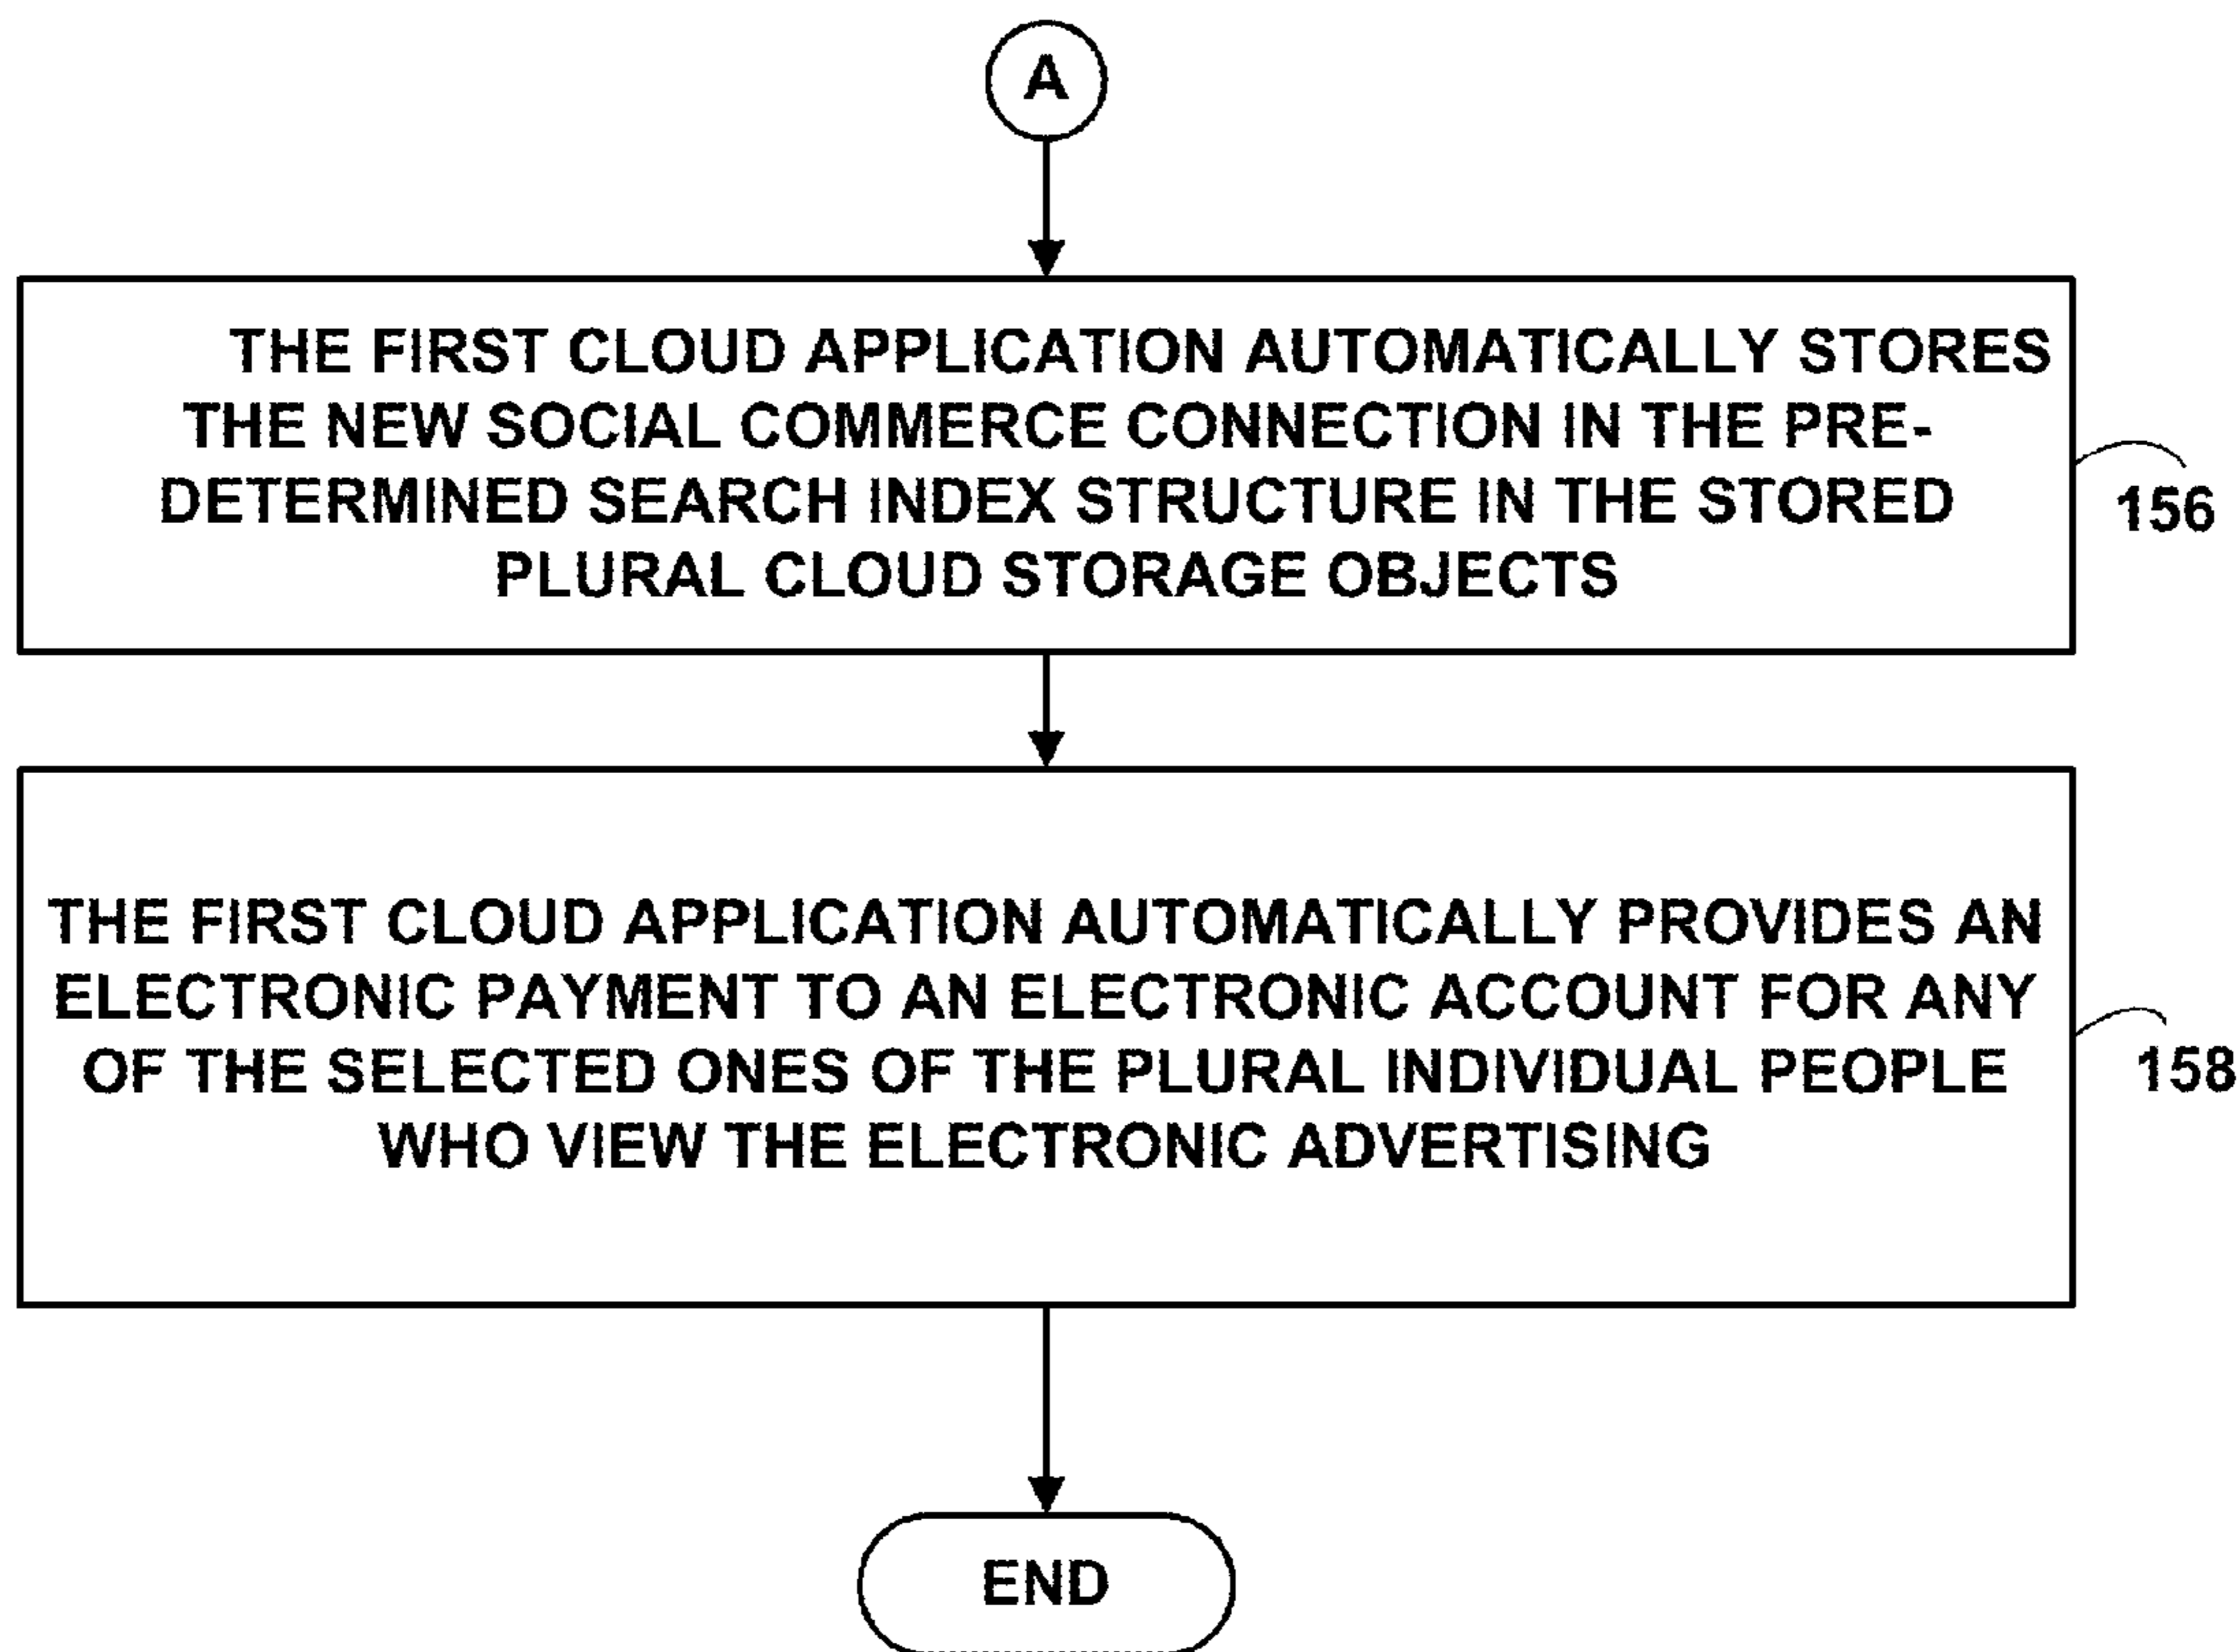 A
THE FIRST CLOUD APPLICATION AUTOMATICALLY STORES
THE NEW SOCIAL COMMERCE CONNECTION IN THE PRE-
DETERMINED SEARCH INDEX STRUCTURE IN THE STORED
PLURAL CLOUD STORAGE OBJECTS
156
THE FIRST CLOUD APPLICATION AUTOMATICALLY PROVIDES AN
ELECTRONIC PAYMENT TO AN ELECTRONIC ACCOUNT FOR ANY
OF THE SELECTED ONES OF THE PLURAL INDIVIDUAL PEOPLE
WHO VIEW THE ELECTRONIC ADVERTISING
158
END